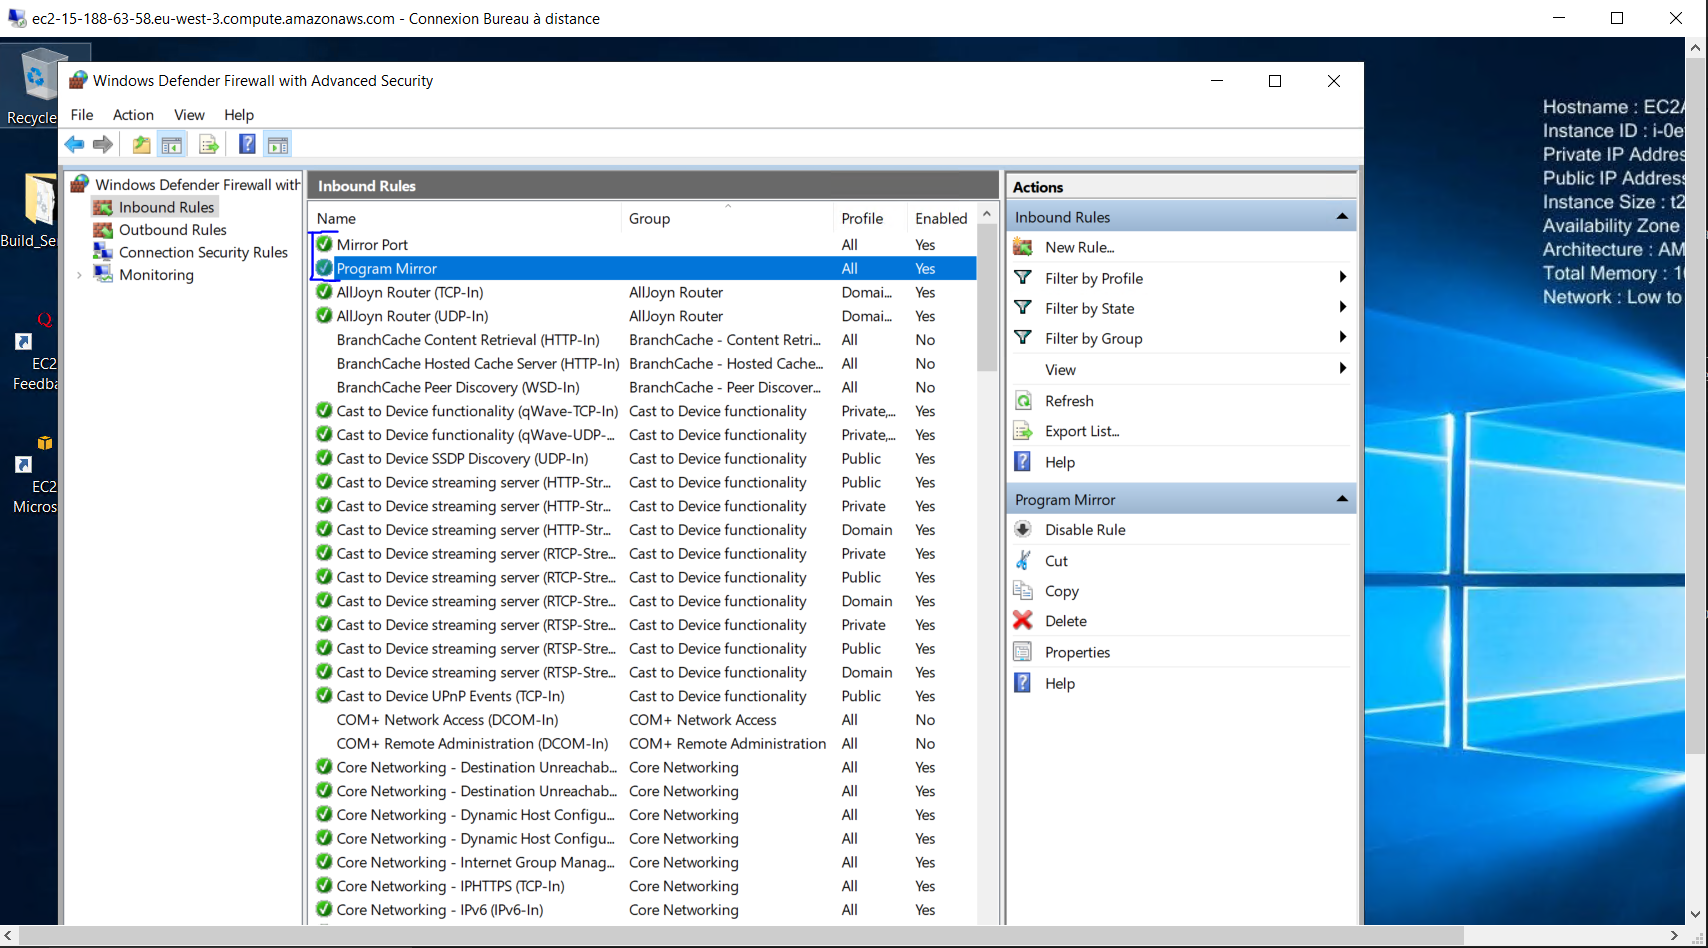 ec2-15-188-63-58.eu-west-3.compute.amazonaws.com - Connexion Bureau à distance
Recycle
Build_Se
EC2
Feedba
EC2
Micros
Hostname : EC2A
Instance ID : i-0e
Private IP Addres
Public IP Address
Instance Size : t2
Availability Zone
Architecture : AM
Total Memory : 1
Network : Low to
Windows Defender Firewall with Advanced Security
File Action View Help
Windows Defender Firewall with
Inbound Rules
Outbound Rules
Connection Security Rules
Monitoring
Inbound Rules
Name Group Profile Enabled
Mirror Port All Yes
Program Mirror All Yes
AllJoyn Router (TCP-In) AllJoyn Router Domai... Yes
AllJoyn Router (UDP-In) AllJoyn Router Domai... Yes
BranchCache Content Retrieval (HTTP-In) BranchCache - Content Retri... All No
BranchCache Hosted Cache Server (HTTP-In) BranchCache - Hosted Cache... All No
BranchCache Peer Discovery (WSD-In) BranchCache - Peer Discover... All No
Cast to Device functionality (qWave-TCP-In) Cast to Device functionality Private,... Yes
Cast to Device functionality (qWave-UDP-... Cast to Device functionality Private,... Yes
Cast to Device SSDP Discovery (UDP-In) Cast to Device functionality Public Yes
Cast to Device streaming server (HTTP-Str... Cast to Device functionality Public Yes
Cast to Device streaming server (HTTP-Str... Cast to Device functionality Private Yes
Cast to Device streaming server (HTTP-Str... Cast to Device functionality Domain Yes
Cast to Device streaming server (RTCP-Stre... Cast to Device functionality Private Yes
Cast to Device streaming server (RTCP-Stre... Cast to Device functionality Public Yes
Cast to Device streaming server (RTCP-Stre... Cast to Device functionality Domain Yes
Cast to Device streaming server (RTSP-Stre... Cast to Device functionality Private Yes
Cast to Device streaming server (RTSP-Stre... Cast to Device functionality Public Yes
Cast to Device streaming server (RTSP-Stre... Cast to Device functionality Domain Yes
Cast to Device UPnP Events (TCP-In) Cast to Device functionality Public Yes
COM+ Network Access (DCOM-In) COM+ Network Access All No
COM+ Remote Administration (DCOM-In) COM+ Remote Administration All No
Core Networking - Destination Unreachab... Core Networking All Yes
Core Networking - Destination Unreachab... Core Networking All Yes
Core Networking - Dynamic Host Configu... Core Networking All Yes
Core Networking - Dynamic Host Configu... Core Networking All Yes
Core Networking - Internet Group Manag... Core Networking All Yes
Core Networking - IPHTTPS (TCP-In) Core Networking All Yes
Core Networking - IPv6 (IPv6-In) Core Networking All Yes
Actions
Inbound Rules
New Rule...
Filter by Profile
Filter by State
Filter by Group
View
Refresh
Export List...
Help
Program Mirror
Disable Rule
Cut
Copy
Delete
Properties
Help